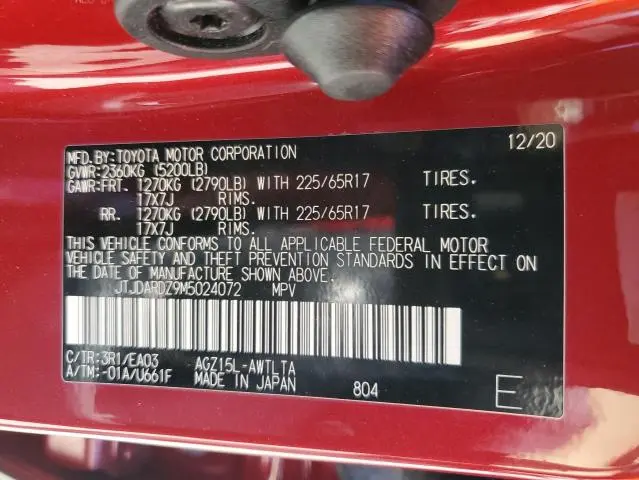 MFD. BY:TOYOTA MOTOR CORPORATION 12/20
GVWR: 2360KG (5200LB)
GAWR:FRT. 1270KG (2790LB) WITH 225/65R17 TIRES.
17X7J RIMS.
RR. 1270KG (2790LB) WITH 225/65R17 TIRES.
17X7J RIMS.
THIS VEHICLE CONFORMS TO ALL APPLICABLE FEDERAL MOTOR
VEHICLE SAFETY AND THEFT PREVENTION STANDARDS IN EFFECT ON
THE DATE OF MANUFACTURE SHOWN ABOVE.
JTJDARDZ9M5024072 MPV
C/TR:3R1/EA03 AGZ15L-AWTLTA
A/TM:-01A/U661F MADE IN JAPAN 804 E